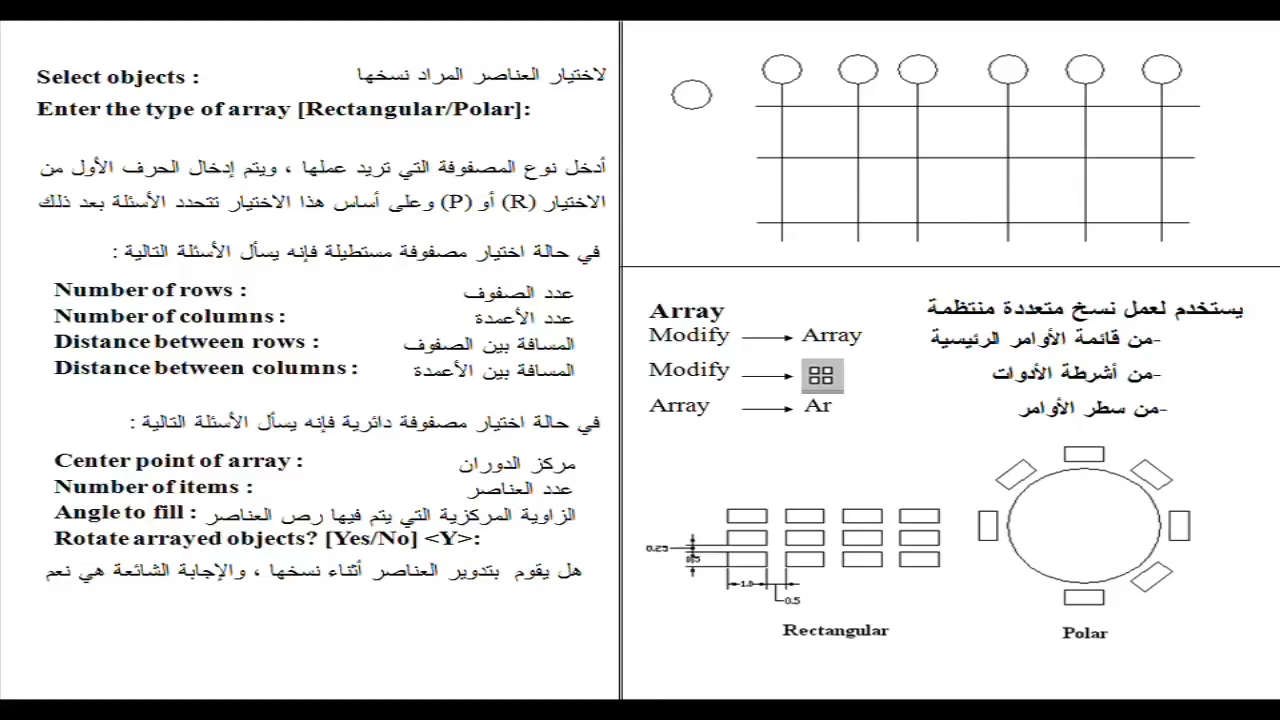 Select objects : لاختيار العناصر المراد نسخها
Enter the type of array [Rectangular/Polar]:
أدخل نوع المصفوفة التي تريد عملها ، ويتم إدخال الحرف الأول من
الاختيار (R) أو (P) وعلى أساس هذا الاختيار تتحدد الأسئلة بعد ذلك
في حالة اختيار مصفوفة مستطيلة فإنه يسأل الأسئلة التالية :
Number of rows : عدد الصفوف
Number of columns : عدد الأعمدة
Distance between rows : المسافة بين الصفوف
Distance between columns : المسافة بين الأعمدة
في حالة اختيار مصفوفة دائرية فإنه يسأل الأسئلة التالية :
Center point of array : مركز الدوران
Number of items : عدد العناصر
Angle to fill : الزاوية المركزية التي يتم فيها رص العناصر
Rotate arrayed objects? [Yes/No] <Y>:
هل يقوم بتدوير العناصر أثناء نسخها ، والإجابة الشائعة هي نعم
Array يستخدم لعمل نسخ متعددة منتظمة
Modify Array -من قائمة الأوامر الرئيسية
Modify -من أشرطة الأدوات
Array Ar -من سطر الأوامر
0.25
0.5
1.0
0.5
Rectangular Polar